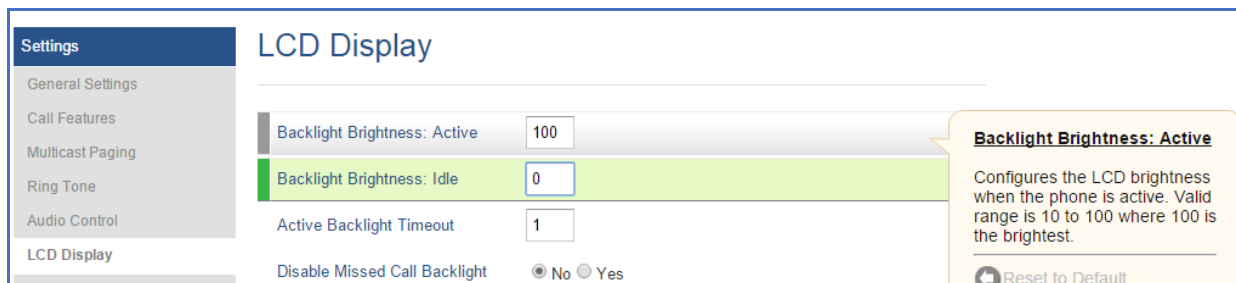 Settings
General Settings
Call Features
Multicast Paging
Ring Tone
Audio Control
LCD Display
LCD Display
Backlight Brightness: Active 100
Backlight Brightness: Idle 0
Active Backlight Timeout 1
Disable Missed Call Backlight No Yes
Backlight Brightness: Active
Configures the LCD brightness
when the phone is active. Valid
range is 10 to 100 where 100 is
the brightest.
Reset to Default